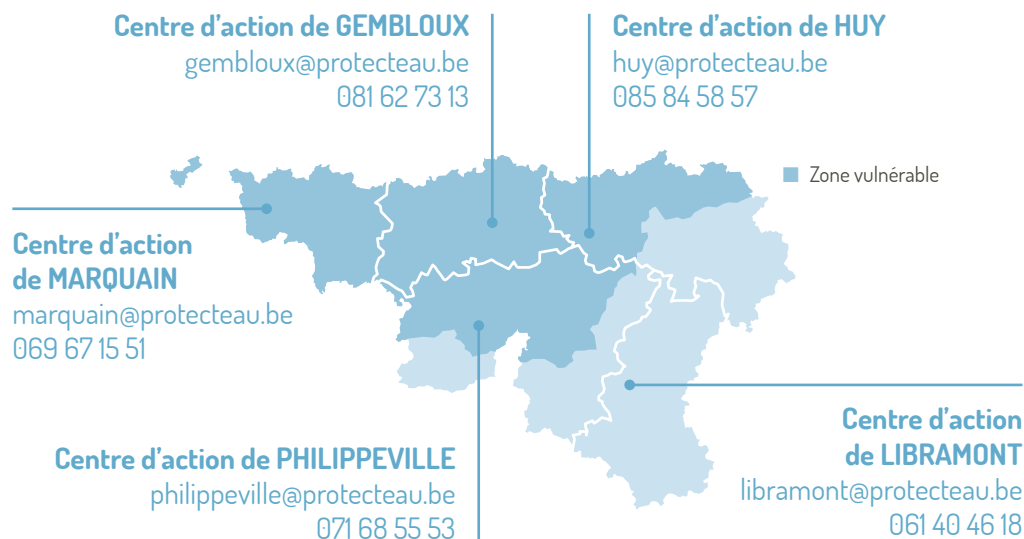 Centre d’action de GEMBLOUX
gembloux@protecteau.be
081 62 73 13
Centre d’action de HUY
huy@protecteau.be
085 84 58 57
Zone vulnérable
Centre d’action
de MARQUAIN
marquain@protecteau.be
069 67 15 51
Centre d’action
de LIBRAMONT
libramont@protecteau.be
061 40 46 18
Centre d’action de PHILIPPEVILLE
philippeville@protecteau.be
071 68 55 53